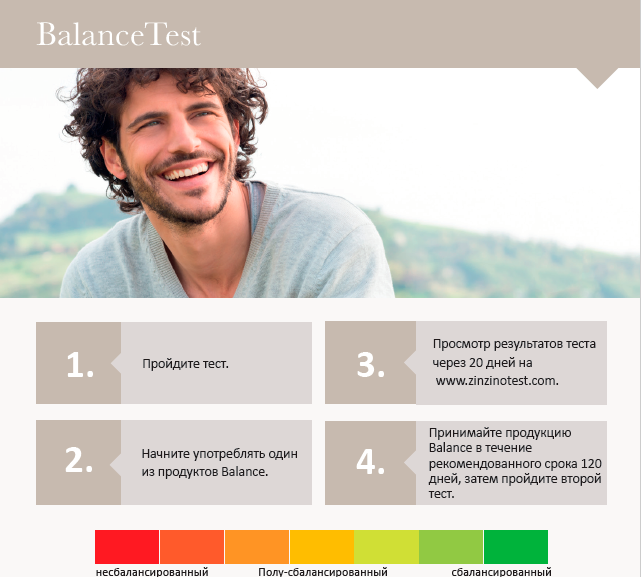 BalanceTest
1.
Пройдите тест.
2.
Начните употреблять один
из продуктов Balance.
3.
Просмотр результатов теста
через 20 дней на
www.zinzinotest.com.
4.
Принимайте продукцию
Balance в течение
рекомендованного срока 120
дней, затем пройдите второй
тест.
несбалансированный
Полу-сбалансированный
сбалансированный